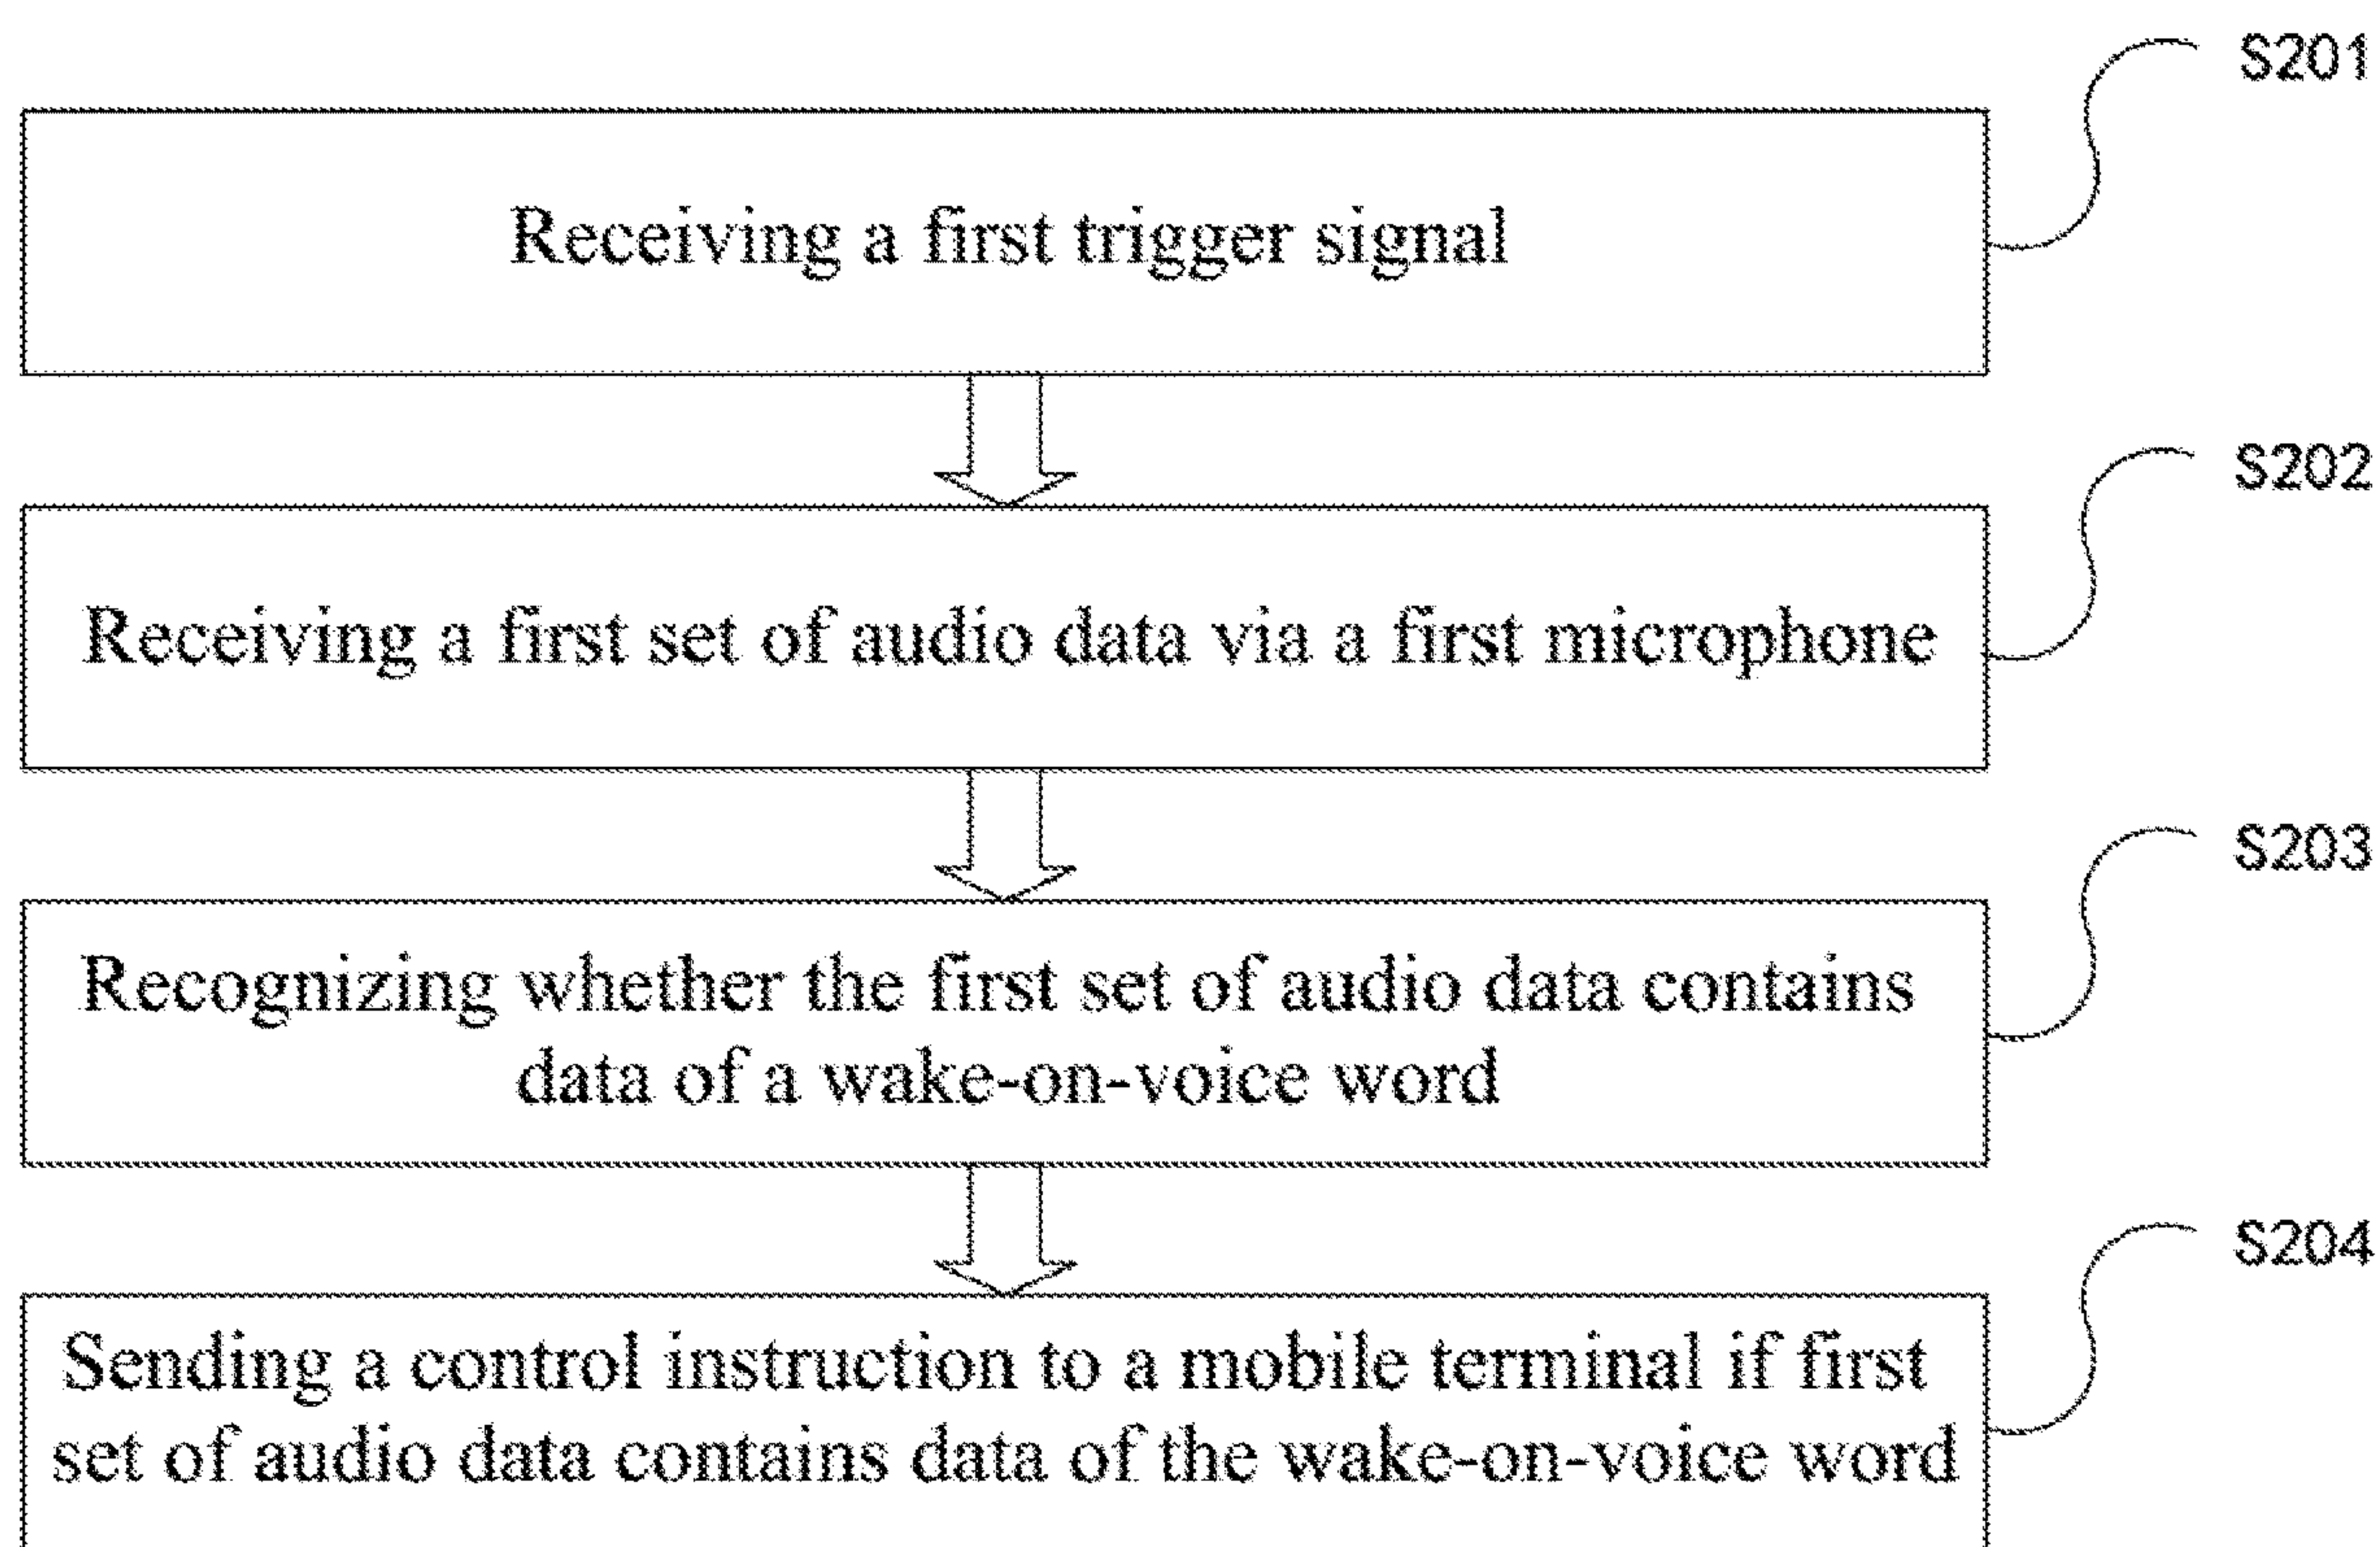 S201
Receiving a first trigger signal
S202
Receiving a first set of audio data via a first microphone
S203
Recognizing whether the first set of audio data contains
data of a wake-on-voice word
S204
Sending a control instruction to a mobile terminal if first
set of audio data contains data of the wake-on-voice word